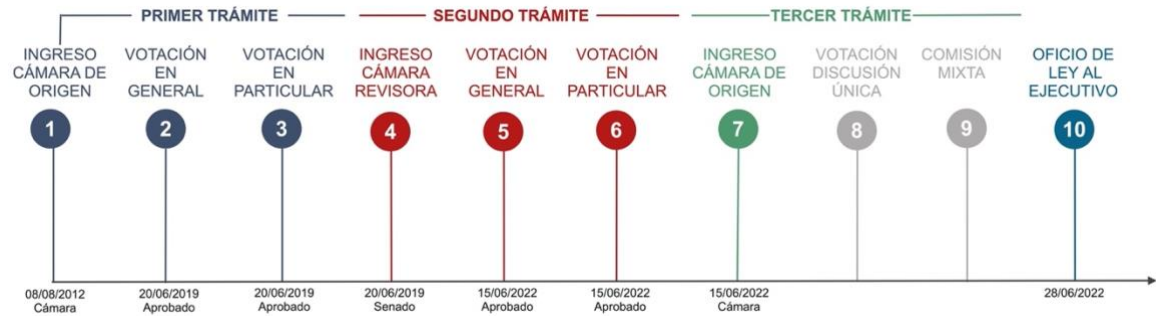 PRIMER TRÁMITE
SEGUNDO TRÁMITE
TERCER TRÁMITE
INGRESO
CÁMARA DE
ORIGEN
VOTACIÓN
EN
GENERAL
VOTACIÓN
EN
PARTICULAR
INGRESO
CÁMARA
REVISORA
VOTACIÓN
EN
GENERAL
VOTACIÓN
EN
PARTICULAR
INGRESO
CÁMARA DE
ORIGEN
VOTACIÓN
DISCUSIÓN
ÚNICA
COMISIÓN
MIXTA
OFICIO DE
LEY AL
EJECUTIVO
1
2
3
4
5
6
7
8
9
10
08/08/2012
Cámara
20/06/2019
Aprobado
20/06/2019
Aprobado
20/06/2019
Senado
15/06/2022
Aprobado
15/06/2022
Aprobado
15/06/2022
Cámara
28/06/2022